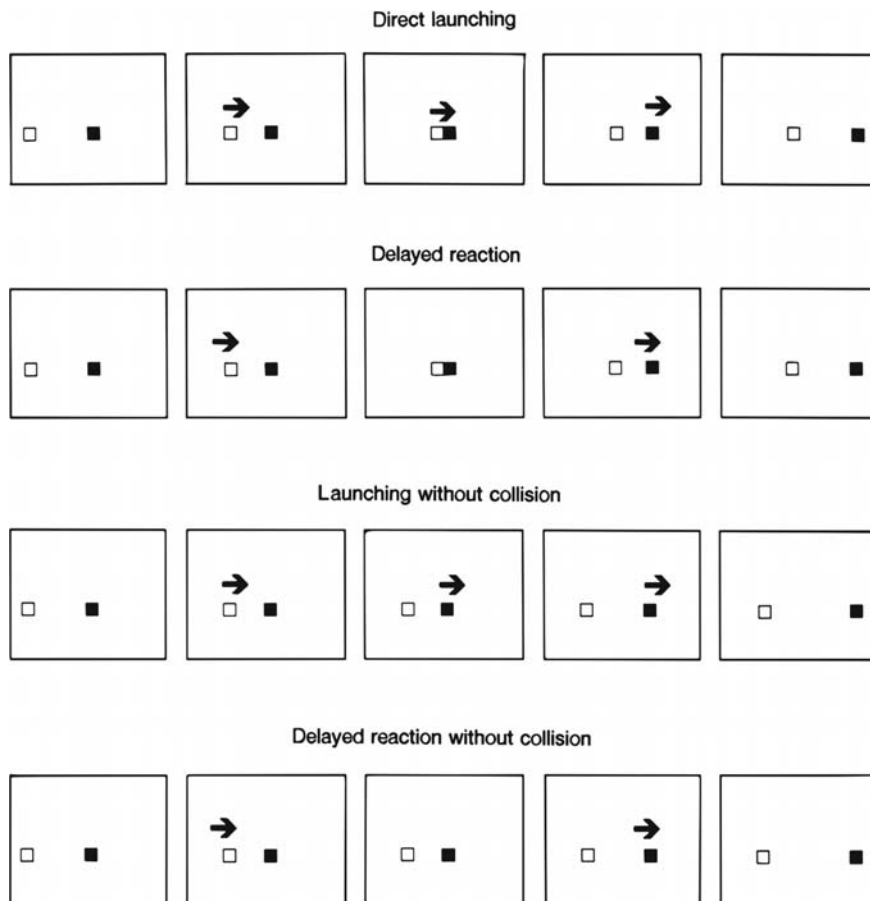 Direct launching
Delayed reaction
Launching without collision
Delayed reaction without collision